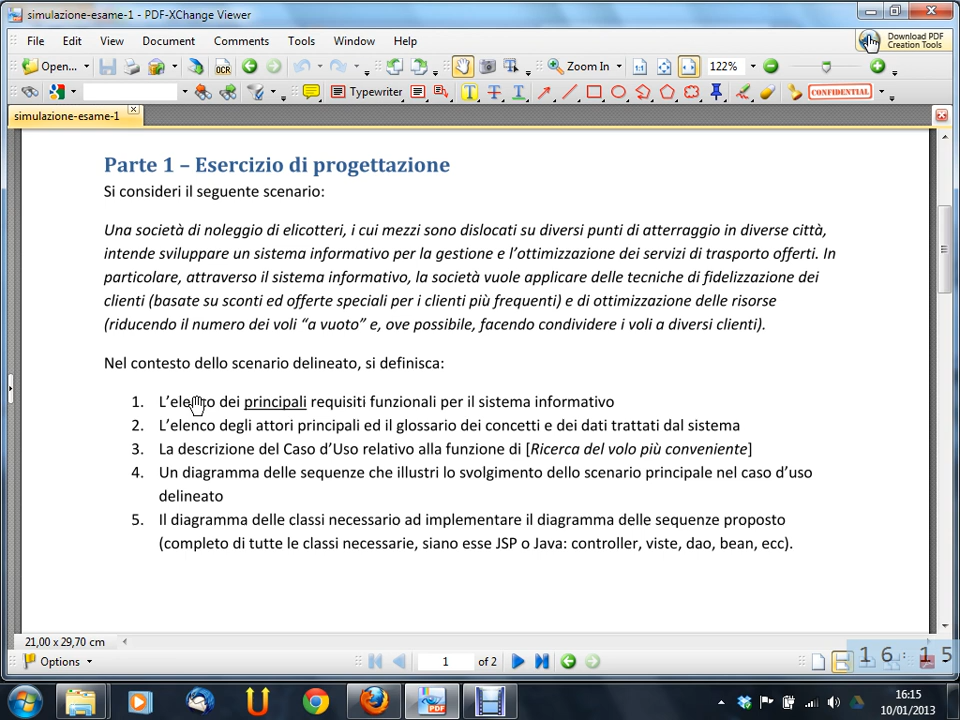 simulazione-esame-1 - PDF-XChange Viewer
File Edit View Document Comments Tools Window Help
Download PDF
Creation Tools
Open... OCR Zoom In 1:1 122%
Typewriter T T T CONFIDENTIAL
simulazione-esame-1
Parte 1 – Esercizio di progettazione
Si consideri il seguente scenario:
Una società di noleggio di elicotteri, i cui mezzi sono dislocati su diversi punti di atterraggio in diverse città,
intende sviluppare un sistema informativo per la gestione e l’ottimizzazione dei servizi di trasporto offerti. In
particolare, attraverso il sistema informativo, la società vuole applicare delle tecniche di fidelizzazione dei
clienti (basate su sconti ed offerte speciali per i clienti più frequenti) e di ottimizzazione delle risorse
(riducendo il numero dei voli “a vuoto” e, ove possibile, facendo condividere i voli a diversi clienti).
Nel contesto dello scenario delineato, si definisca:
1. L’elenco dei principali requisiti funzionali per il sistema informativo
2. L’elenco degli attori principali ed il glossario dei concetti e dei dati trattati dal sistema
3. La descrizione del Caso d’Uso relativo alla funzione di [Ricerca del volo più conveniente]
4. Un diagramma delle sequenze che illustri lo svolgimento dello scenario principale nel caso d’uso
delineato
5. Il diagramma delle classi necessario ad implementare il diagramma delle sequenze proposto
(completo di tutte le classi necessarie, siano esse JSP o Java: controller, viste, dao, bean, ecc).
21,00 x 29,70 cm
Options 1 of 2
16:15
PDF
16:15
10/01/2013